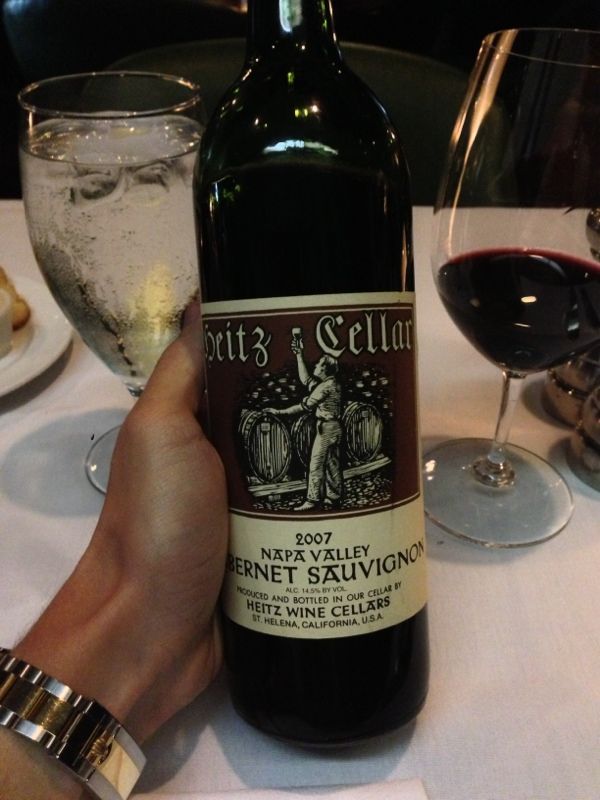 Heitz Cellar
2007
NAPA VALLEY
BERNET SAUVIGNON
ALC. 14.5% BY VOL.
PRODUCED AND BOTTLED IN OUR CELLAR BY
HEITZ WINE CELLARS
ST. HELENA, CALIFORNIA, U.S.A.